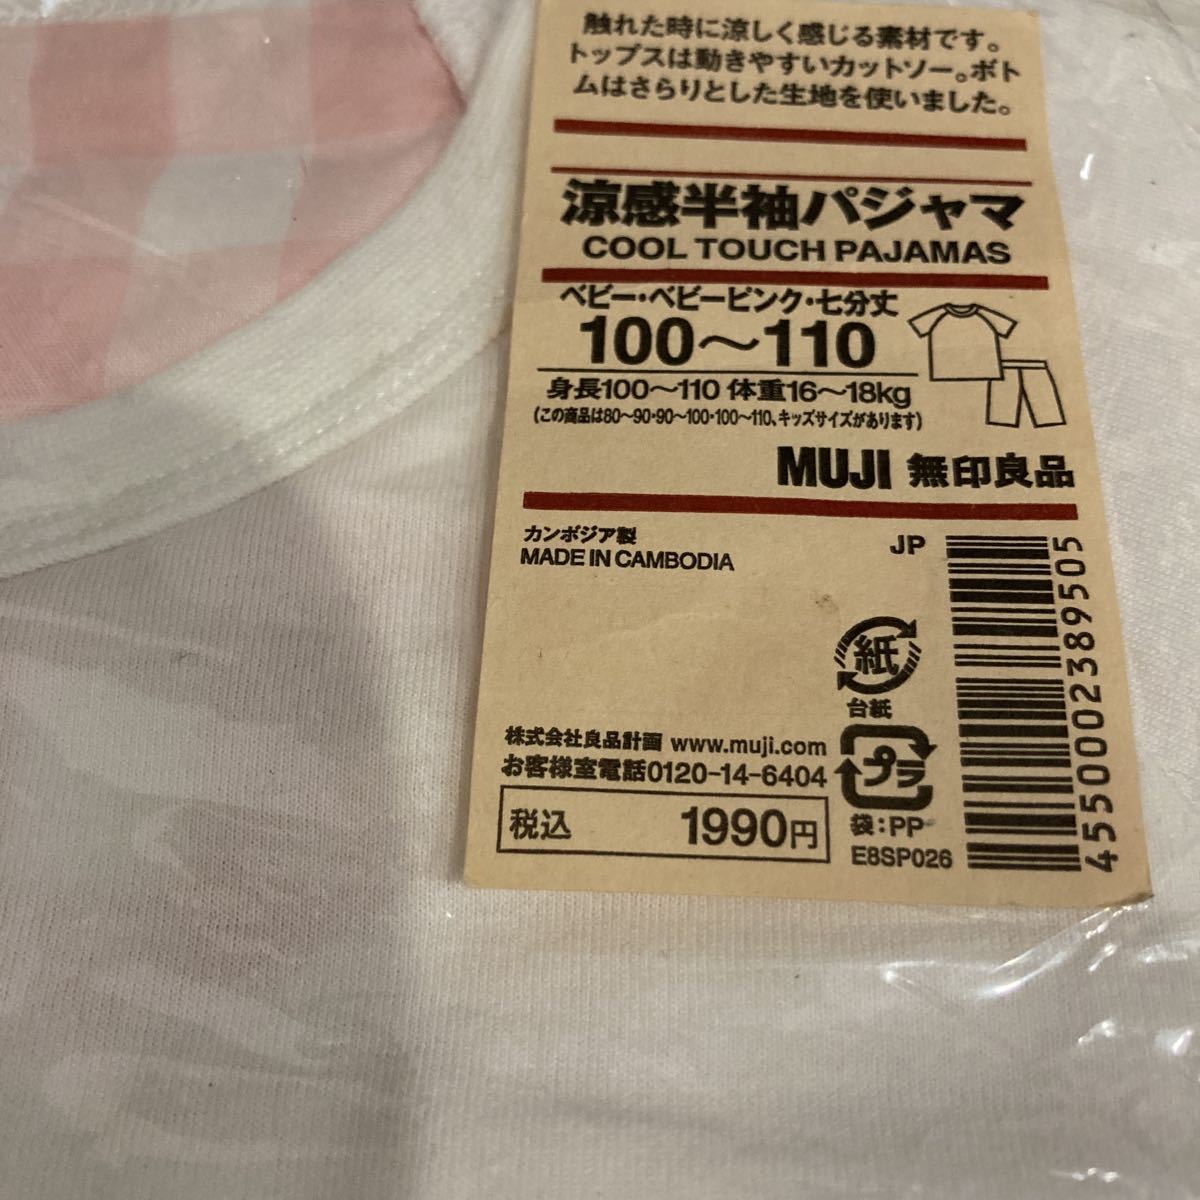 触れた時に涼しく感じる素材です。
トップスは動きやすいカットソー。ボト
ムはさらりとした生地を使いました。
涼感半袖パジャマ
COOL TOUCH PAJAMAS
ベビー・ベビーピンク・七分丈
100〜110
身長100〜110 体重16〜18kg
(この商品は80〜90・90〜100・100〜110、キッズサイズがあります)
MUJI 無印良品
カンボジア製
MADE IN CAMBODIA
JP
紙
台紙
株式会社良品計画 www.muji.com
お客様室電話0120-14-6404
税込 1990円
プラ
袋:PP
E8SP026
4550002389505